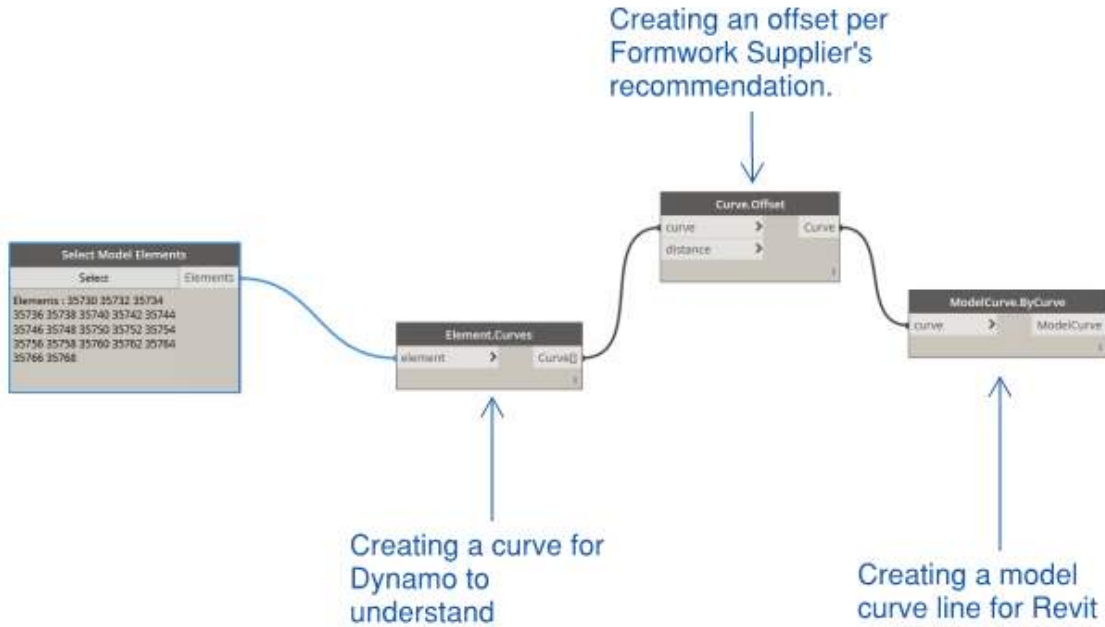 Creating an offset per
Formwork Supplier's
recommendation.
Curve.Offset
curve > Curve
distance >
Select Model Elements
Select Elements
Elements : 35730 35732 35734
35736 35738 35740 35742 35744
35746 35748 35750 35752 35754
35756 35758 35760 35762 35764
35766 35768
Element.Curves
element > Curve[]
ModelCurve.ByCurve
curve > ModelCurve
Creating a curve for
Dynamo to
understand
Creating a model
curve line for Revit